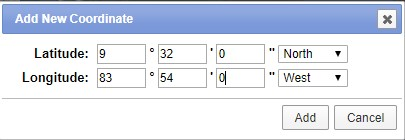 Add New Coordinate
Latitude: 9 ° 32 ' 0 " North
Longitude: 83 ° 54 ' 0 " West
Add Cancel